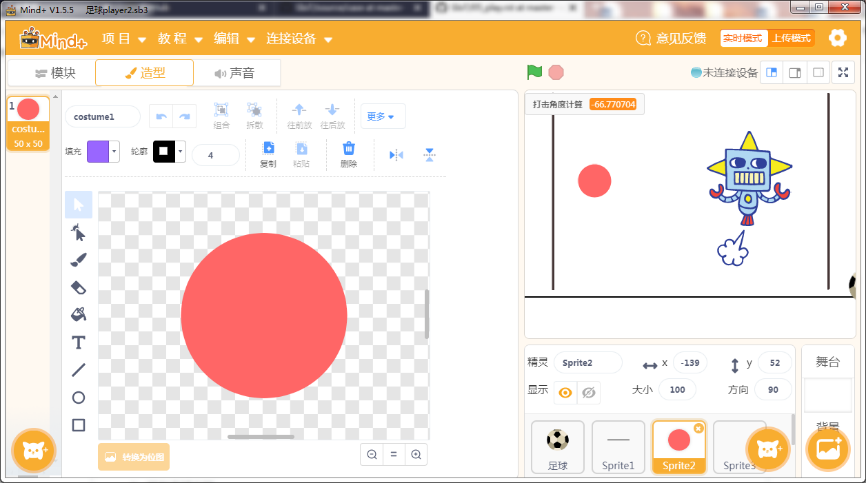 Mind+ V1.5.5 足球player2.sb3
Mind+ 项目 教程 编辑 连接设备 意见反馈 实时模式 上传模式
模块 造型 声音 未连接设备
1
costu...
50 x 50
costume1 组合 拆散 往前放 往后放 更多
填充 轮廓 4 复制 粘贴 删除
T
转换为位图
打击角度计算 -66.770704
精灵 Sprite2 x -139 y 52
显示 大小 100 方向 90
舞台
背景
足球 Sprite1 Sprite2 Sprite3